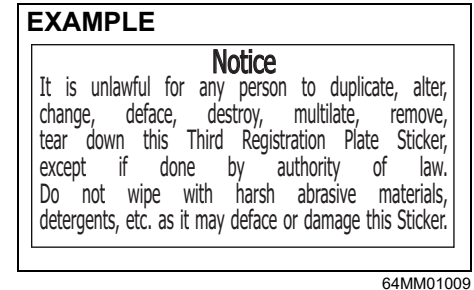 EXAMPLE
Notice
It is unlawful for any person to duplicate, alter,
change, deface, destroy, multilate, remove,
tear down this Third Registration Plate Sticker,
except if done by authority of law.
Do not wipe with harsh abrasive materials,
detergents, etc. as it may deface or damage this Sticker.
64MM01009